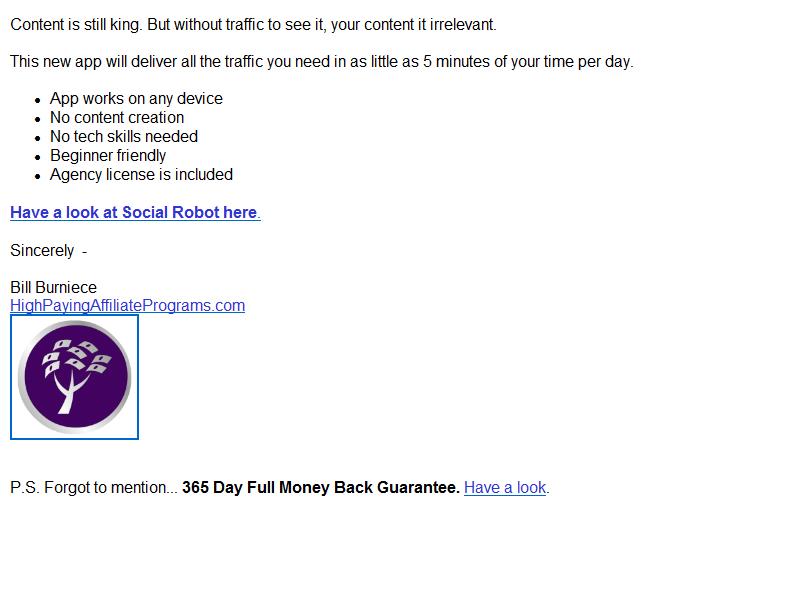 Content is still king. But without traffic to see it, your content it irrelevant.
This new app will deliver all the traffic you need in as little as 5 minutes of your time per day.
• App works on any device
• No content creation
• No tech skills needed
• Beginner friendly
• Agency license is included
Have a look at Social Robot here.
Sincerely -
Bill Burniece
HighPayingAffiliatePrograms.com
P.S. Forgot to mention... 365 Day Full Money Back Guarantee. Have a look.